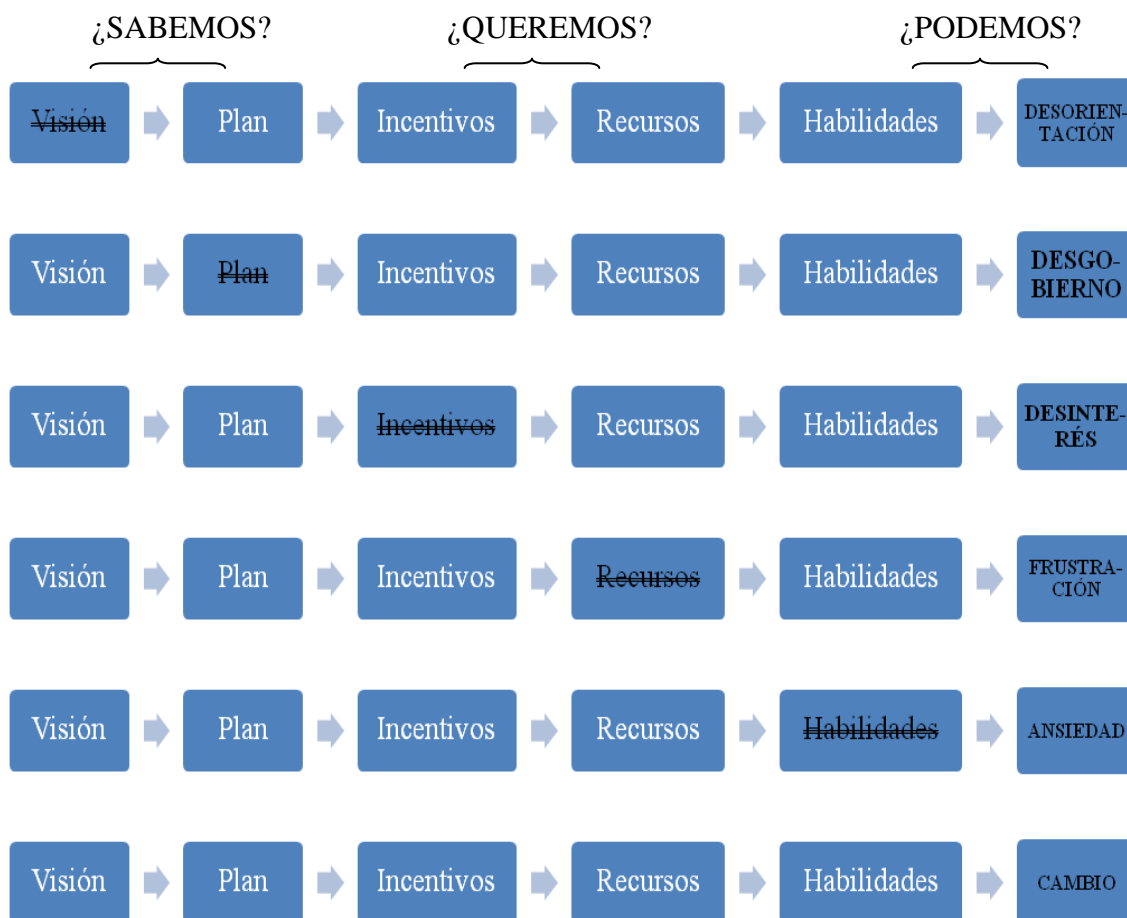 ¿SABEMOS? ¿QUEREMOS? ¿PODEMOS?
Visión Plan Incentivos Recursos Habilidades DESORIEN-
TACIÓN
Visión Plan Incentivos Recursos Habilidades DESGO-
BIERNO
Visión Plan Incentivos Recursos Habilidades DESINTE-
RÉS
Visión Plan Incentivos Recursos Habilidades FRUSTRA-
CIÓN
Visión Plan Incentivos Recursos Habilidades ANSIEDAD
Visión Plan Incentivos Recursos Habilidades CAMBIO